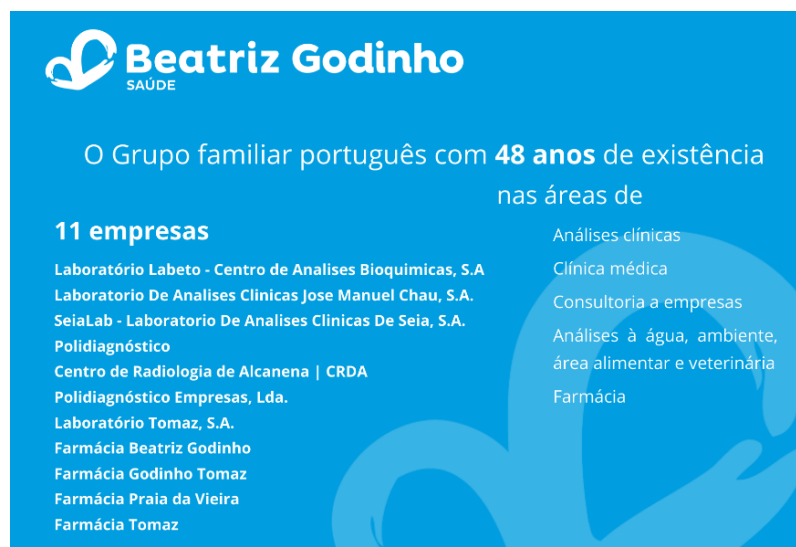 Beatriz Godinho
SAÚDE
O Grupo familiar português com 48 anos de existência
nas áreas de
11 empresas
Laboratório Labeto - Centro de Analises Bioquimicas, S.A
Laboratorio De Analises Clinicas Jose Manuel Chau, S.A.
SeiaLab - Laboratorio De Analises Clinicas De Seia, S.A.
Polidiagnóstico
Centro de Radiologia de Alcanena | CRDA
Polidiagnóstico Empresas, Lda.
Laboratório Tomaz, S.A.
Farmácia Beatriz Godinho
Farmácia Godinho Tomaz
Farmácia Praia da Vieira
Farmácia Tomaz
Análises clínicas
Clínica médica
Consultoria a empresas
Análises à água, ambiente,
área alimentar e veterinária
Farmácia